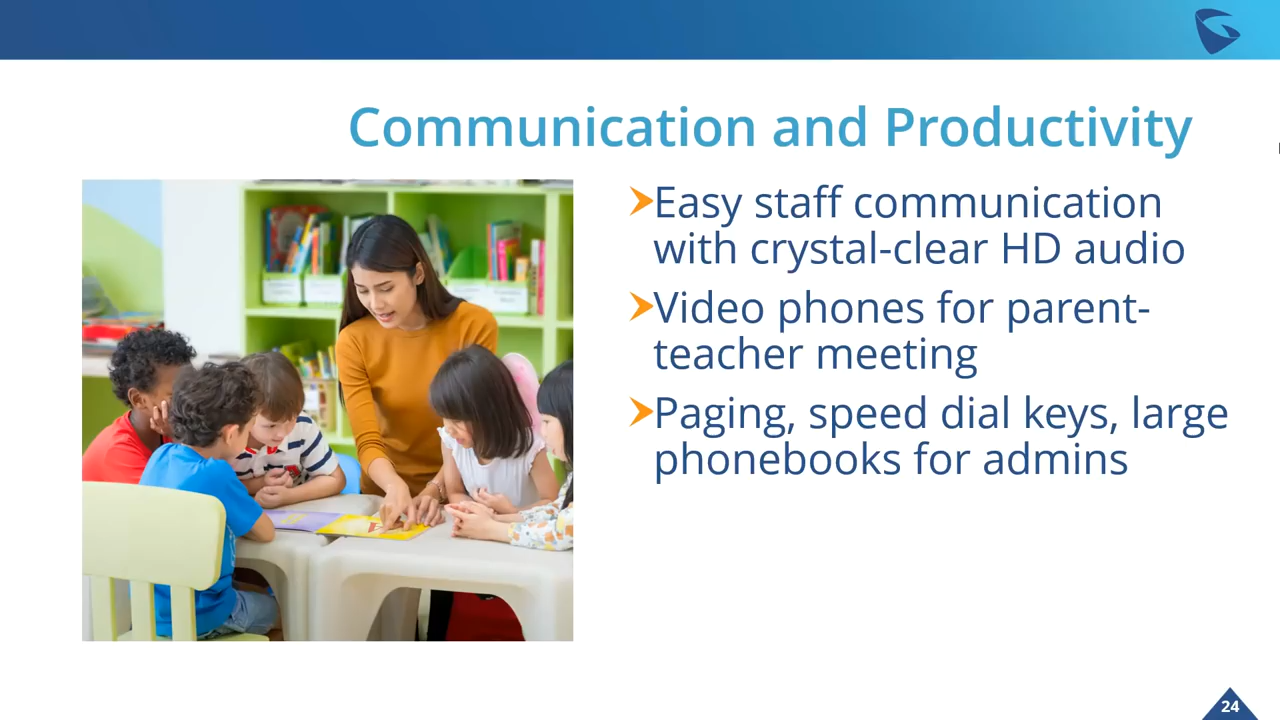 Communication and Productivity
Easy staff communication
with crystal-clear HD audio
Video phones for parent-
teacher meeting
Paging, speed dial keys, large
phonebooks for admins
24